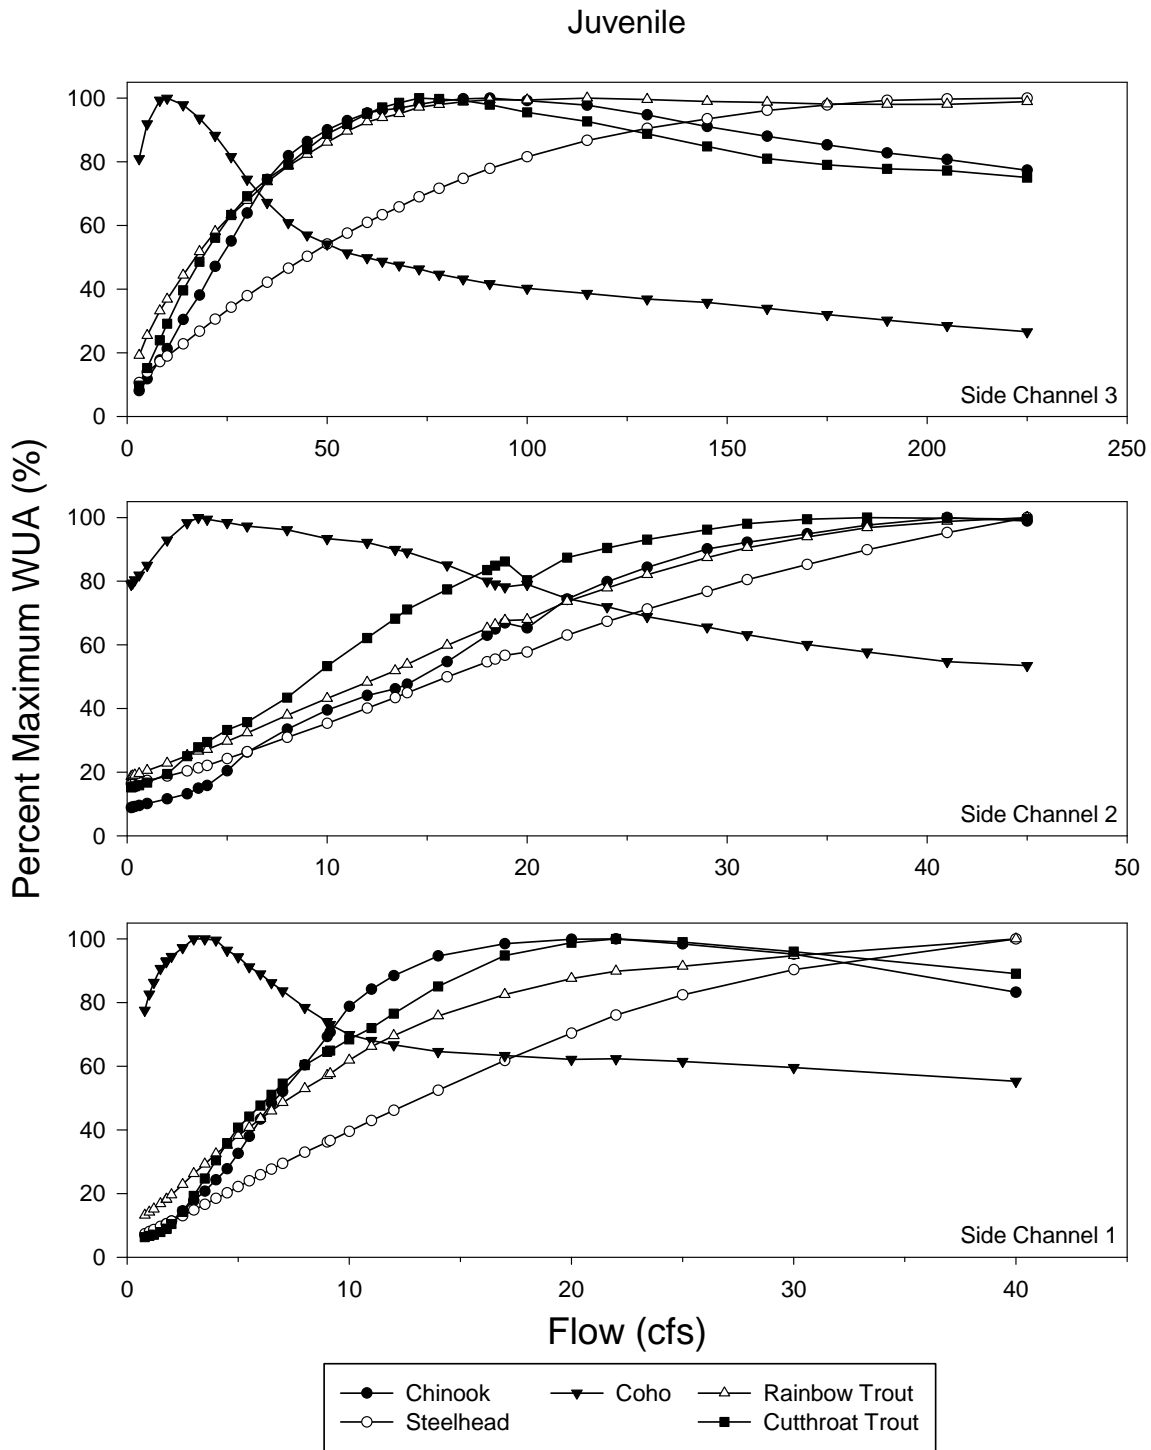 Juvenile
Percent Maximum WUA (%)
100
80
60
40
20
0
Side Channel 3
0 50 100 150 200 250
100
80
60
40
20
0
Side Channel 2
0 10 20 30 40 50
100
80
60
40
20
0
Side Channel 1
0 10 20 30 40
Flow (cfs)
Chinook Coho Rainbow Trout
Steelhead Cutthroat Trout